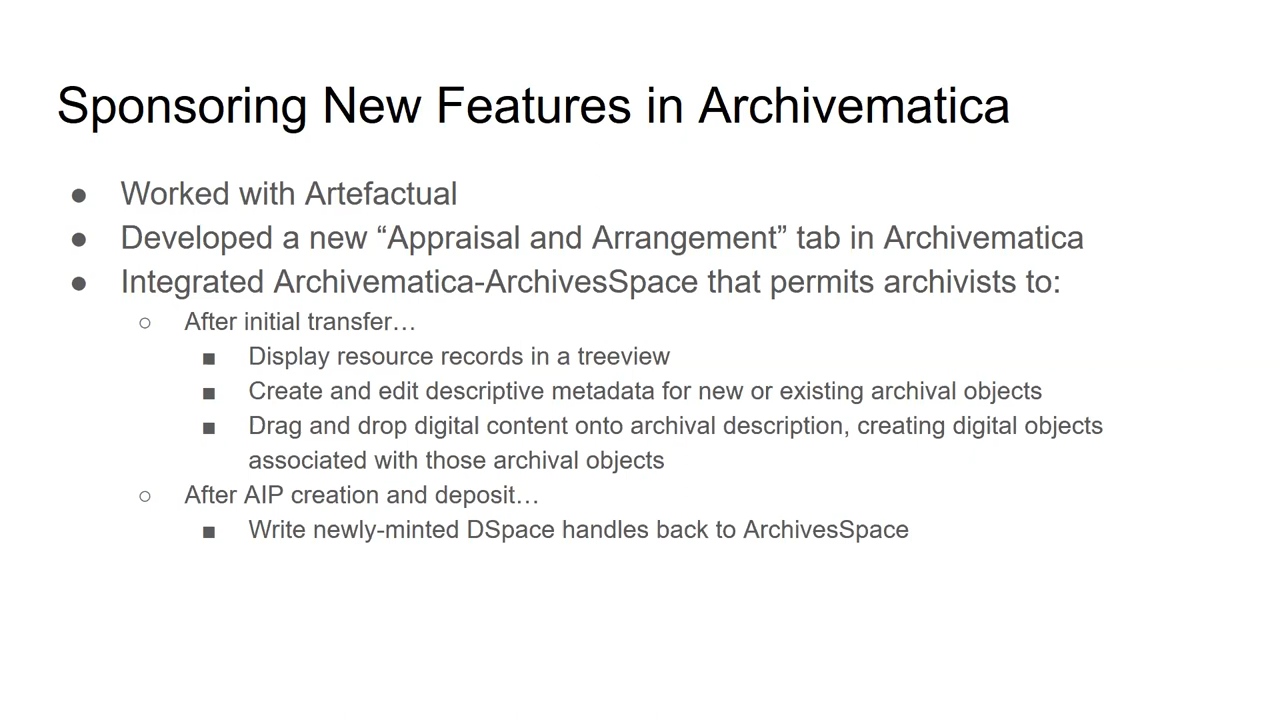 Sponsoring New Features in Archivematica
● Worked with Artefactual
● Developed a new “Appraisal and Arrangement” tab in Archivematica
● Integrated Archivematica-ArchivesSpace that permits archivists to:
○ After initial transfer…
■ Display resource records in a treeview
■ Create and edit descriptive metadata for new or existing archival objects
■ Drag and drop digital content onto archival description, creating digital objects
associated with those archival objects
○ After AIP creation and deposit…
■ Write newly-minted DSpace handles back to ArchivesSpace